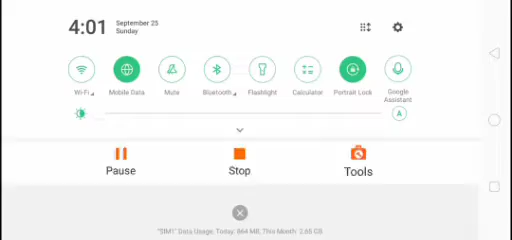 4:01
September 25
Sunday
Wi-Fi
Mobile Data
Mute
Bluetooth
Flashlight
Calculator
Portrait Lock
Google
Assistant
A
Pause
Stop
Tools
"SIM1" Data Usage: Today: 864 MB, This Month: 2.66 GB